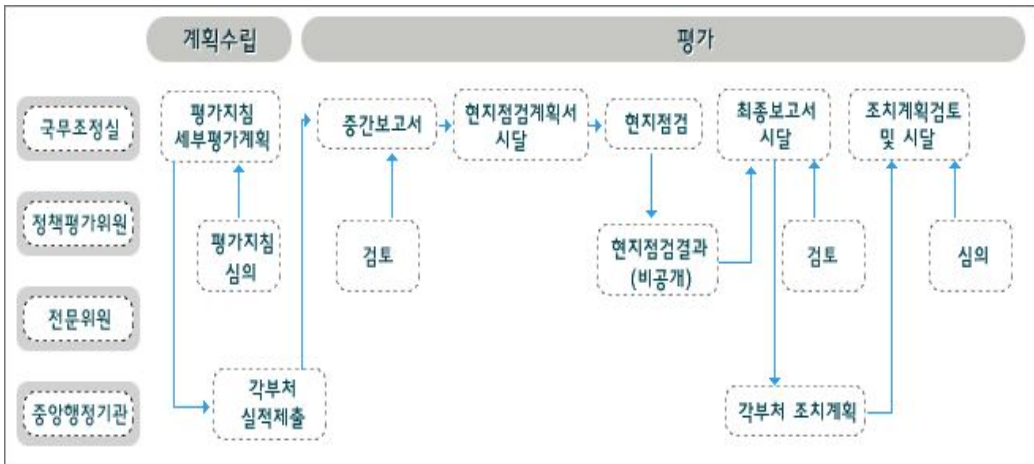 계획수립
평가
국무조정실
평가지침
세부평가계획
중간보고서
현지점검계획서
시달
현지점검
최종보고서
시달
조치계획검토
및 시달
정책평가위원
평가지침
심의
검토
현지점검결과
(비공개)
검토
심의
전문위원
중앙행정기관
각부처
실적제출
각부처 조치계획